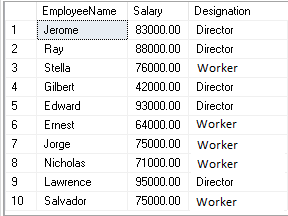 EmployeeName Salary Designation
1 Jerome 83000.00 Director
2 Ray 88000.00 Director
3 Stella 76000.00 Worker
4 Gilbert 42000.00 Director
5 Edward 93000.00 Director
6 Ernest 64000.00 Worker
7 Jorge 75000.00 Worker
8 Nicholas 71000.00 Worker
9 Lawrence 95000.00 Director
10 Salvador 75000.00 Worker